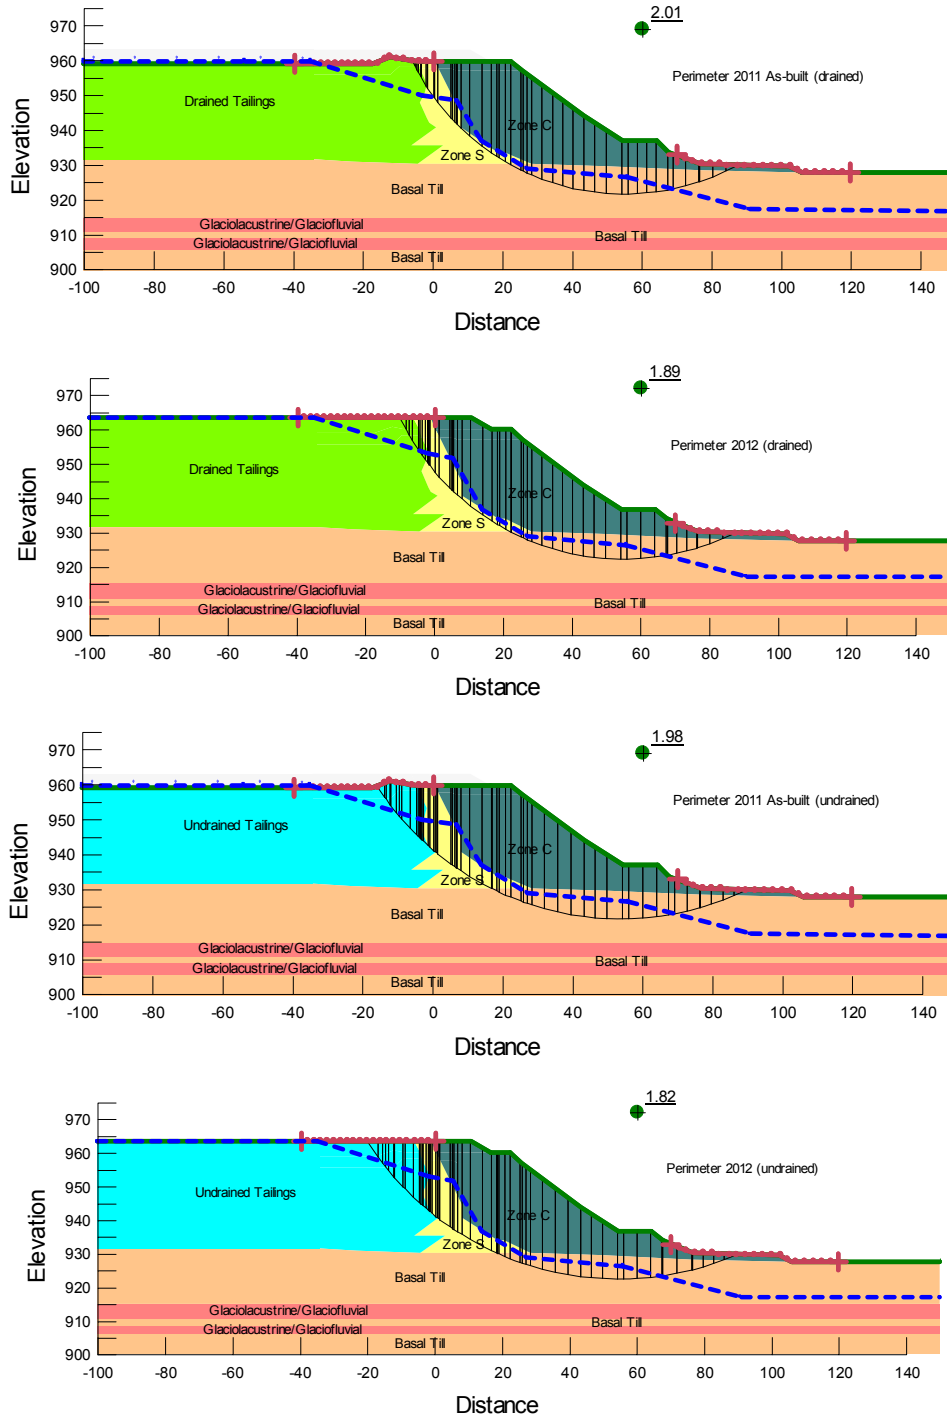 2.01
970
960
950
940
930
920
910
900
Elevation
Perimeter 2011 As-built (drained)
Drained Tailings
Zone C
Zone S
Basal Till
Glaciolacustrine/Glaciofluvial
Basal Till
Glaciolacustrine/Glaciofluvial
Basal Till
-100 -80 -60 -40 -20 0 20 40 60 80 100 120 140
Distance
1.89
970
960
950
940
930
920
910
900
Elevation
Perimeter 2012 (drained)
Drained Tailings
Zone C
Zone S
Basal Till
Glaciolacustrine/Glaciofluvial
Basal Till
Glaciolacustrine/Glaciofluvial
Basal Till
-100 -80 -60 -40 -20 0 20 40 60 80 100 120 140
Distance
1.98
970
960
950
940
930
920
910
900
Elevation
Perimeter 2011 As-built (undrained)
Undrained Tailings
Zone C
Zone S
Basal Till
Glaciolacustrine/Glaciofluvial
Basal Till
Glaciolacustrine/Glaciofluvial
Basal Till
-100 -80 -60 -40 -20 0 20 40 60 80 100 120 140
Distance
1.82
970
960
950
940
930
920
910
900
Elevation
Perimeter 2012 (undrained)
Undrained Tailings
Zone C
Zone S
Basal Till
Glaciolacustrine/Glaciofluvial
Basal Till
Glaciolacustrine/Glaciofluvial
Basal Till
-100 -80 -60 -40 -20 0 20 40 60 80 100 120 140
Distance